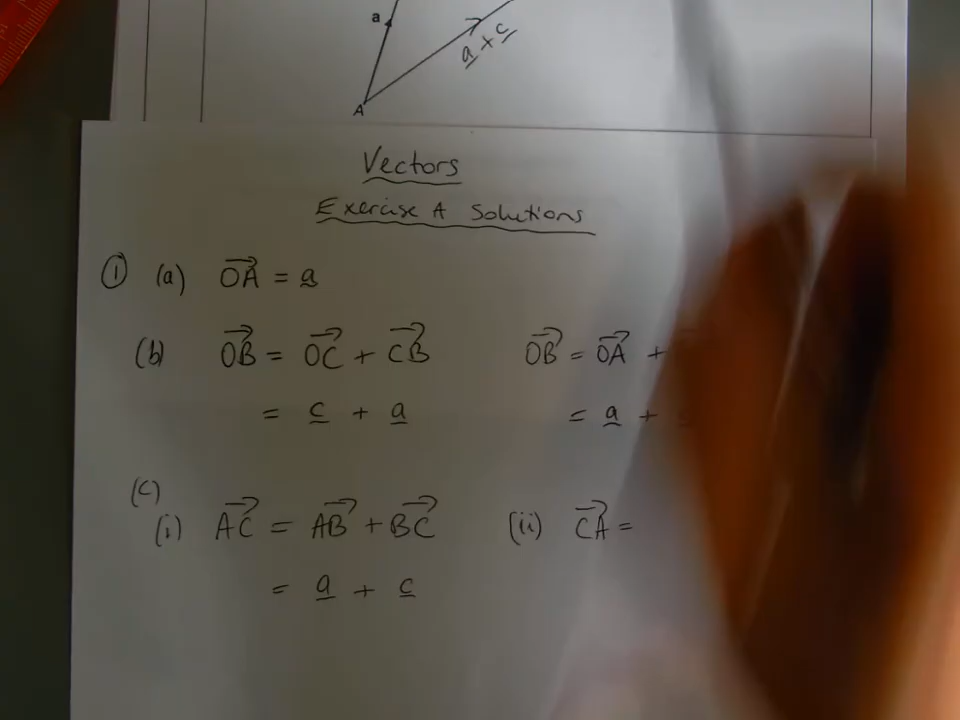 a
a + c
A
Vectors
Exercise A Solutions
① (a) OA⃗ = a
(b) OB⃗ = OC⃗ + CB⃗ OB⃗ = OA⃗ +
= c + a = a +
(c)
(i) AC⃗ = AB⃗ + BC⃗ (ii) CA⃗ =
= a + c